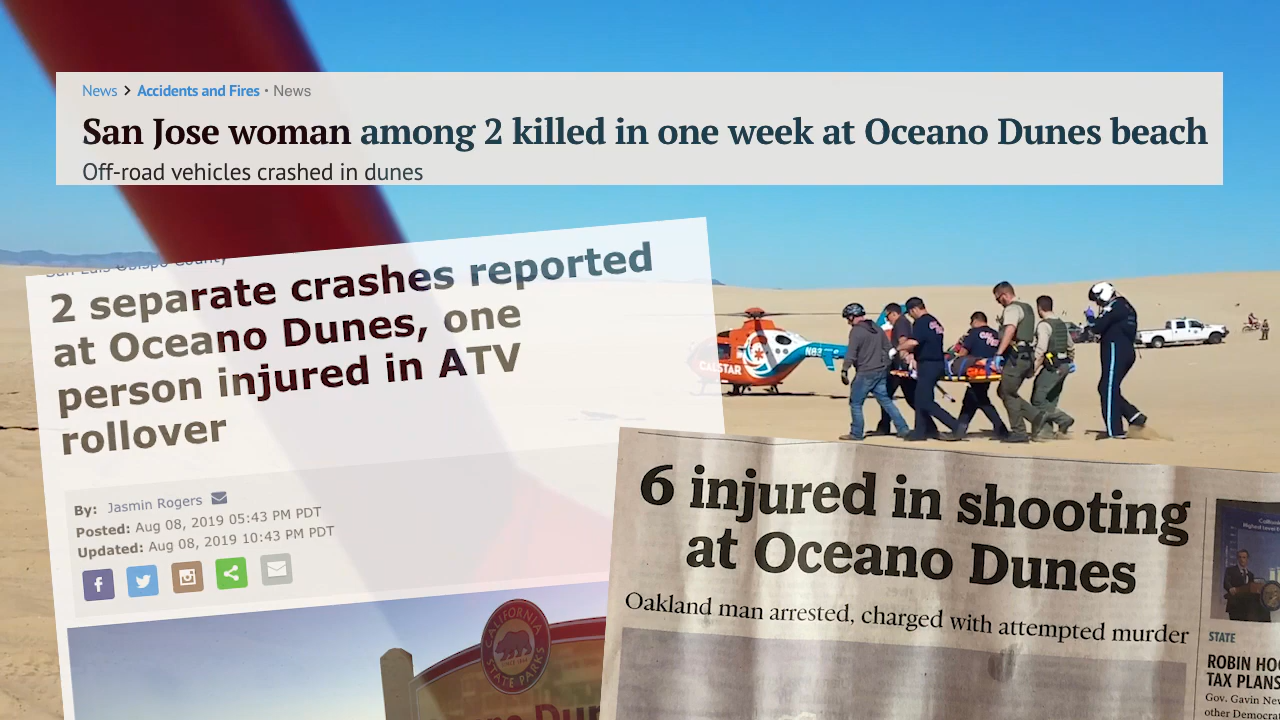 News > Accidents and Fires • News
San Jose woman among 2 killed in one week at Oceano Dunes beach
Off-road vehicles crashed in dunes
San Luis Obispo County
2 separate crashes reported
at Oceano Dunes, one
person injured in ATV
rollover
By: Jasmin Rogers
Posted: Aug 08, 2019 05:43 PM PDT
Updated: Aug 08, 2019 10:43 PM PDT
CALIFORNIA
STATE PARKS
CALSTAR
6 injured in shooting
at Oceano Dunes
Oakland man arrested, charged with attempted murder
STATE
ROBIN HO
TAX PLANS
Gov. Gavin Ne
other Democra